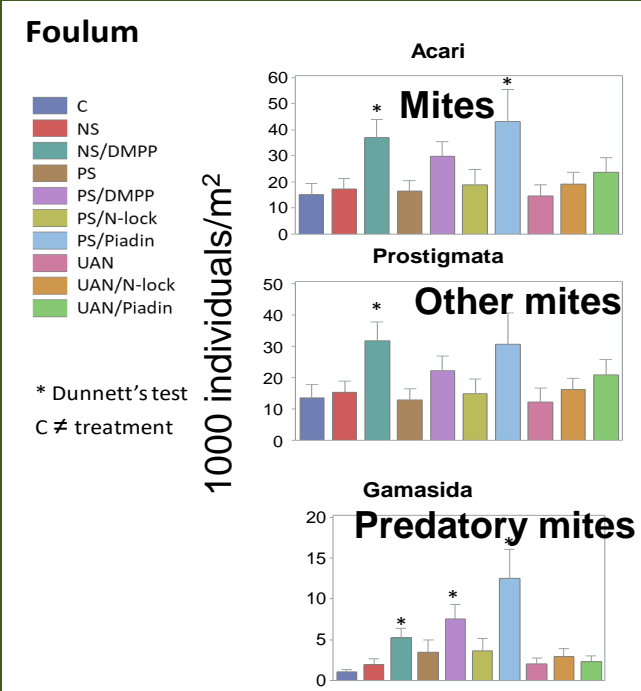 Foulum
C
NS
NS/DMPP
PS
PS/DMPP
PS/N-lock
PS/Piadin
UAN
UAN/N-lock
UAN/Piadin
* Dunnett's test
C ≠ treatment
1000 individuals/m²
Acari
Mites
60
50
40
30
20
10
0
*
*
Prostigmata
Other mites
50
40
30
20
10
0
*
Gamasida
Predatory mites
20
15
10
5
0
*
*
*